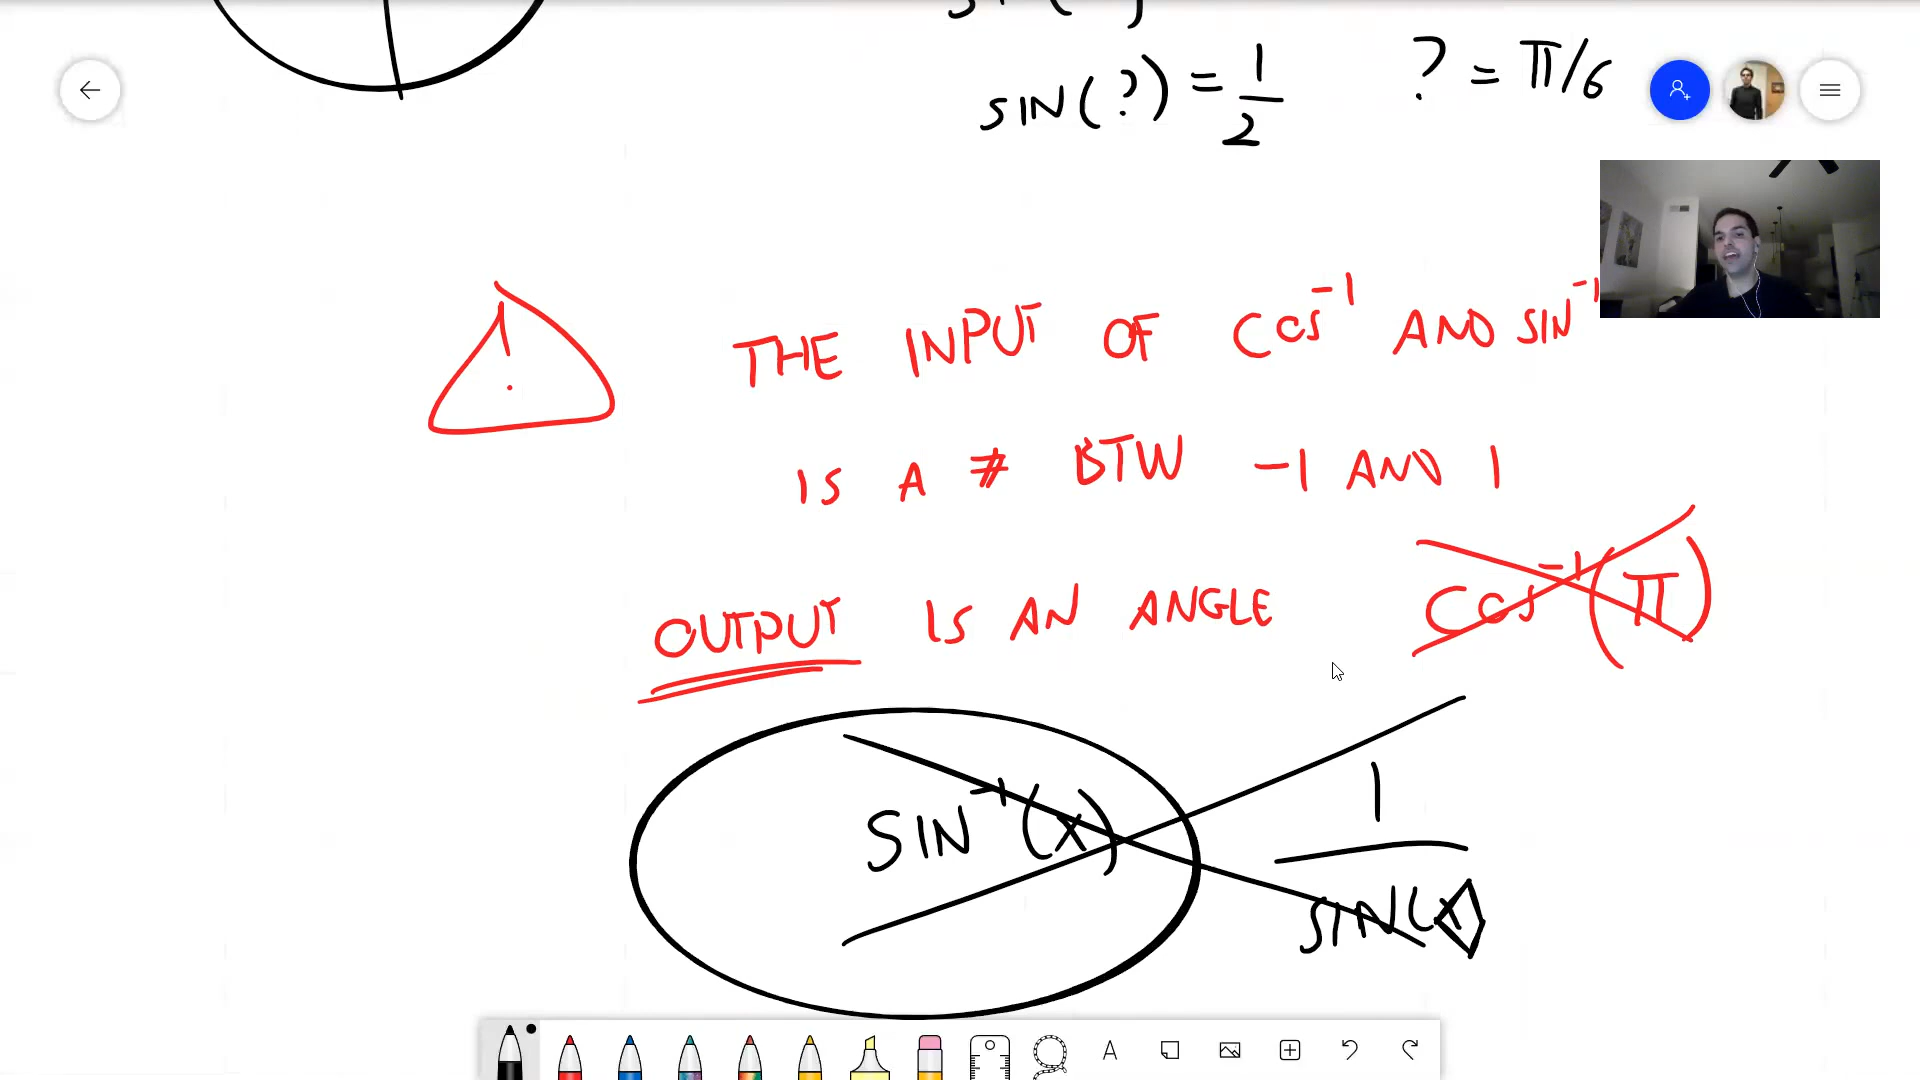 SIN(?) = 1/2    ? = π/6
!
THE INPUT OF COS⁻¹ AND SIN⁻¹
IS A # BTW -1 AND 1
OUTPUT IS AN ANGLE    COS⁻¹(π)
SIN⁻¹(X)    1/SIN(X)
A